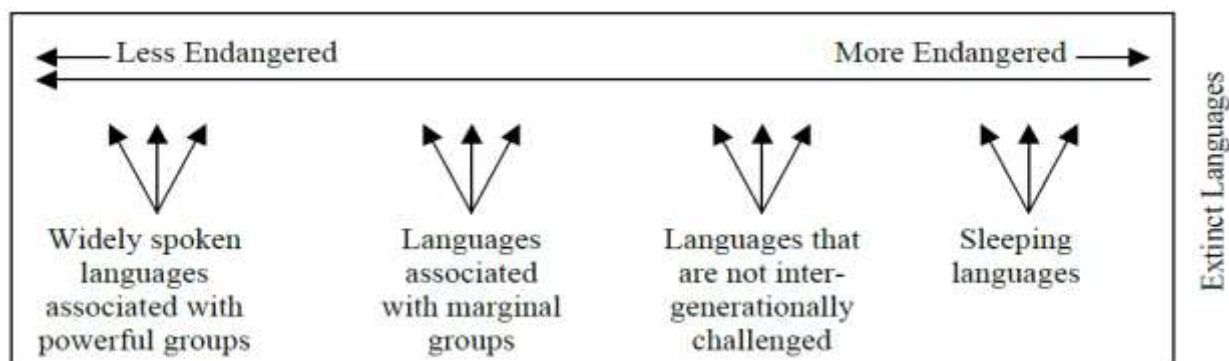 Less Endangered
More Endangered
Widely spoken
languages
associated with
powerful groups
Languages
associated
with marginal
groups
Languages that
are not inter-
generationally
challenged
Sleeping
languages
Extinct Languages